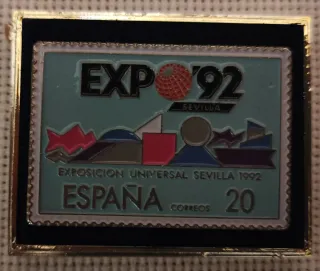 EXPO'92
SEVILLA
EXPOSICION UNIVERSAL SEVILLA 1992
ESPAÑA CORREOS 20